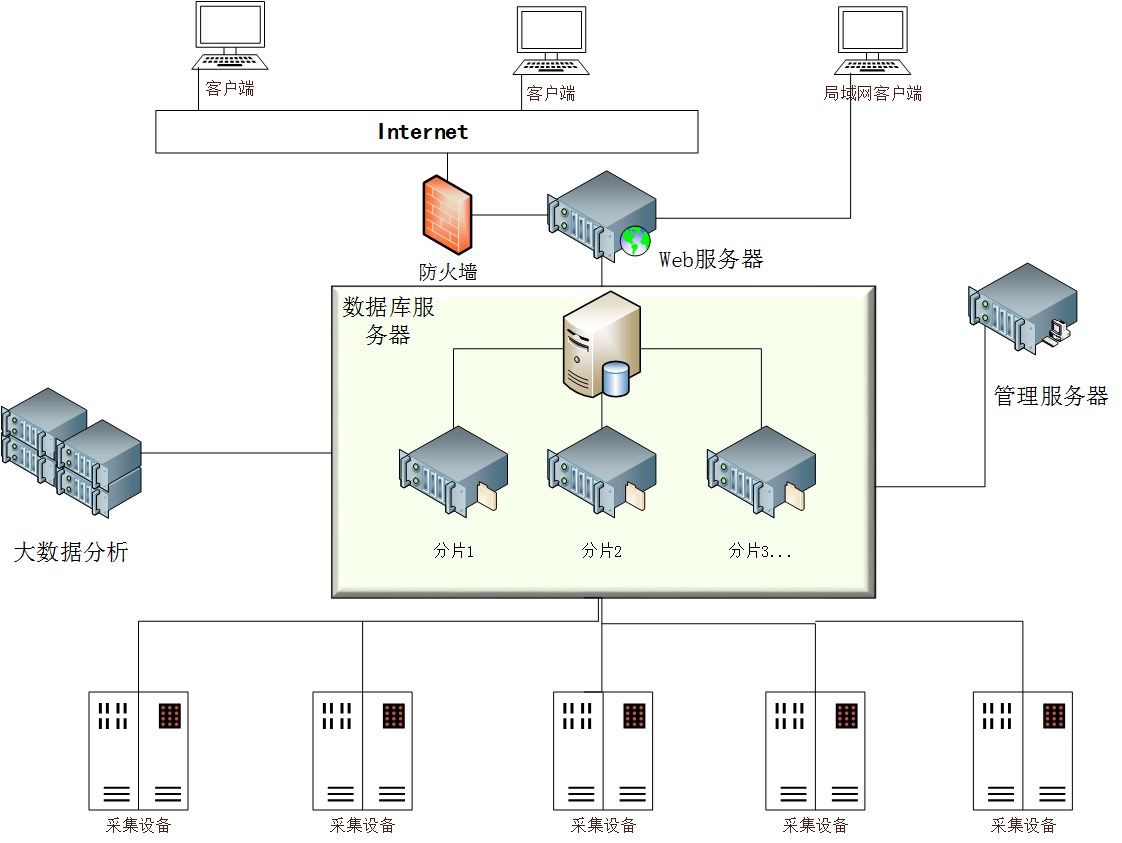 客户端
客户端
局域网客户端
Internet
防火墙
Web服务器
数据库服
务器
管理服务器
大数据分析
分片1
分片2
分片3...
采集设备
采集设备
采集设备
采集设备
采集设备